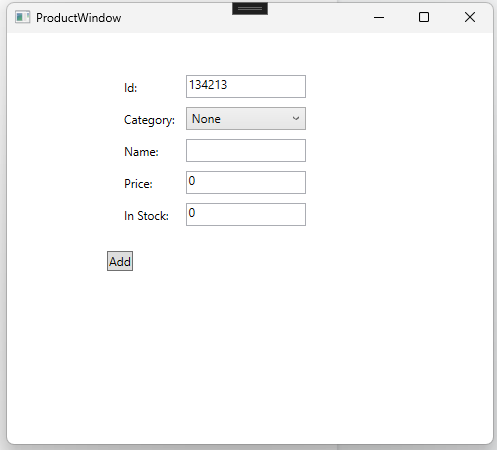 ProductWindow
Id: 134213
Category: None
Name:
Price: 0
In Stock: 0
Add